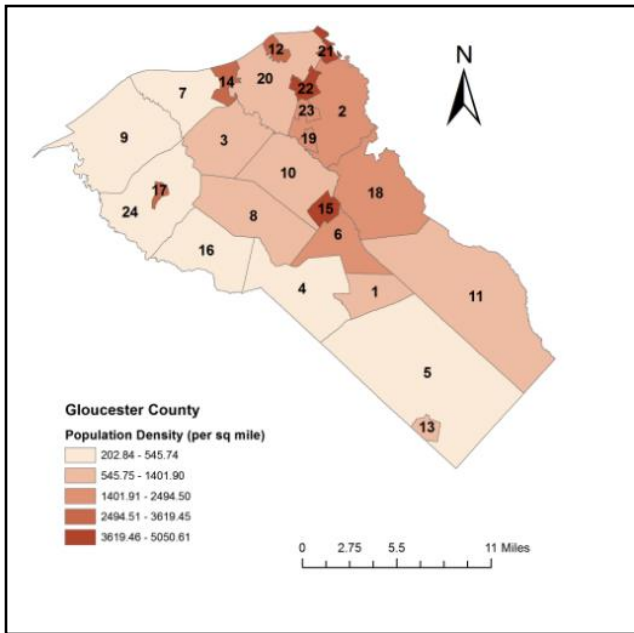 N
12
21
14
20
22
7
23
2
9
3
19
10
17
18
15
24
8
6
16
4
1
11
5
13
Gloucester County
Population Density (per sq mile)
202.84 - 545.74
545.75 - 1401.90
1401.91 - 2494.50
2494.51 - 3619.45
3619.46 - 5050.61
0 2.75 5.5 11 Miles